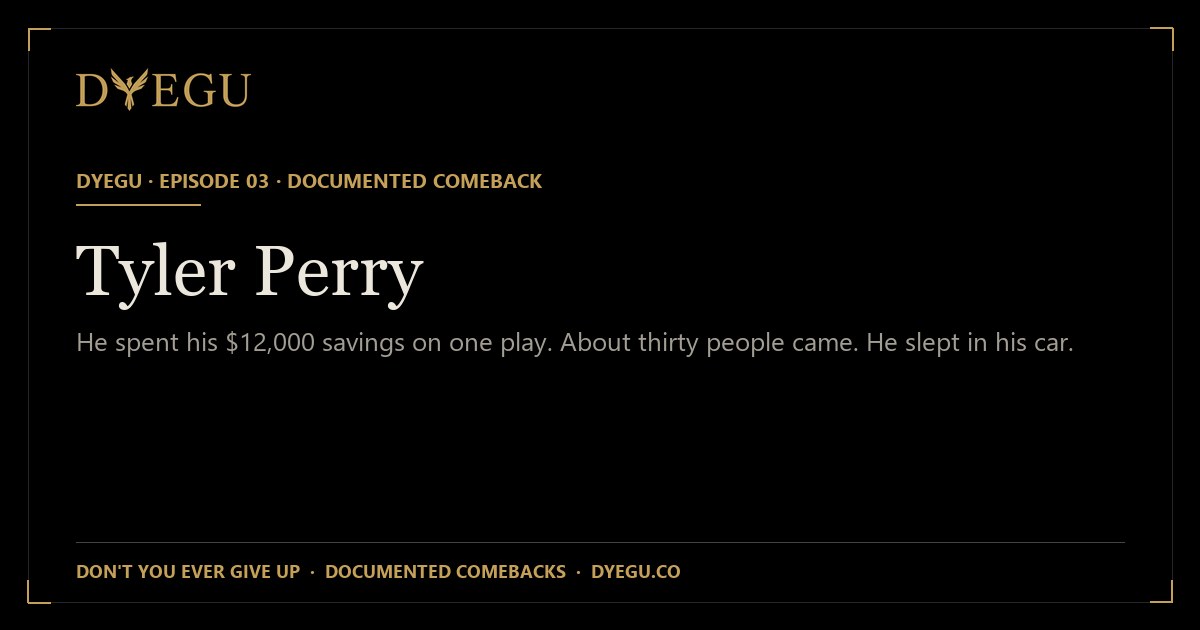 DYEGU
DYEGU · EPISODE 03 · DOCUMENTED COMEBACK
Tyler Perry
He spent his $12,000 savings on one play. About thirty people came. He slept in his car.
DON'T YOU EVER GIVE UP · DOCUMENTED COMEBACKS · DYEGU.CO